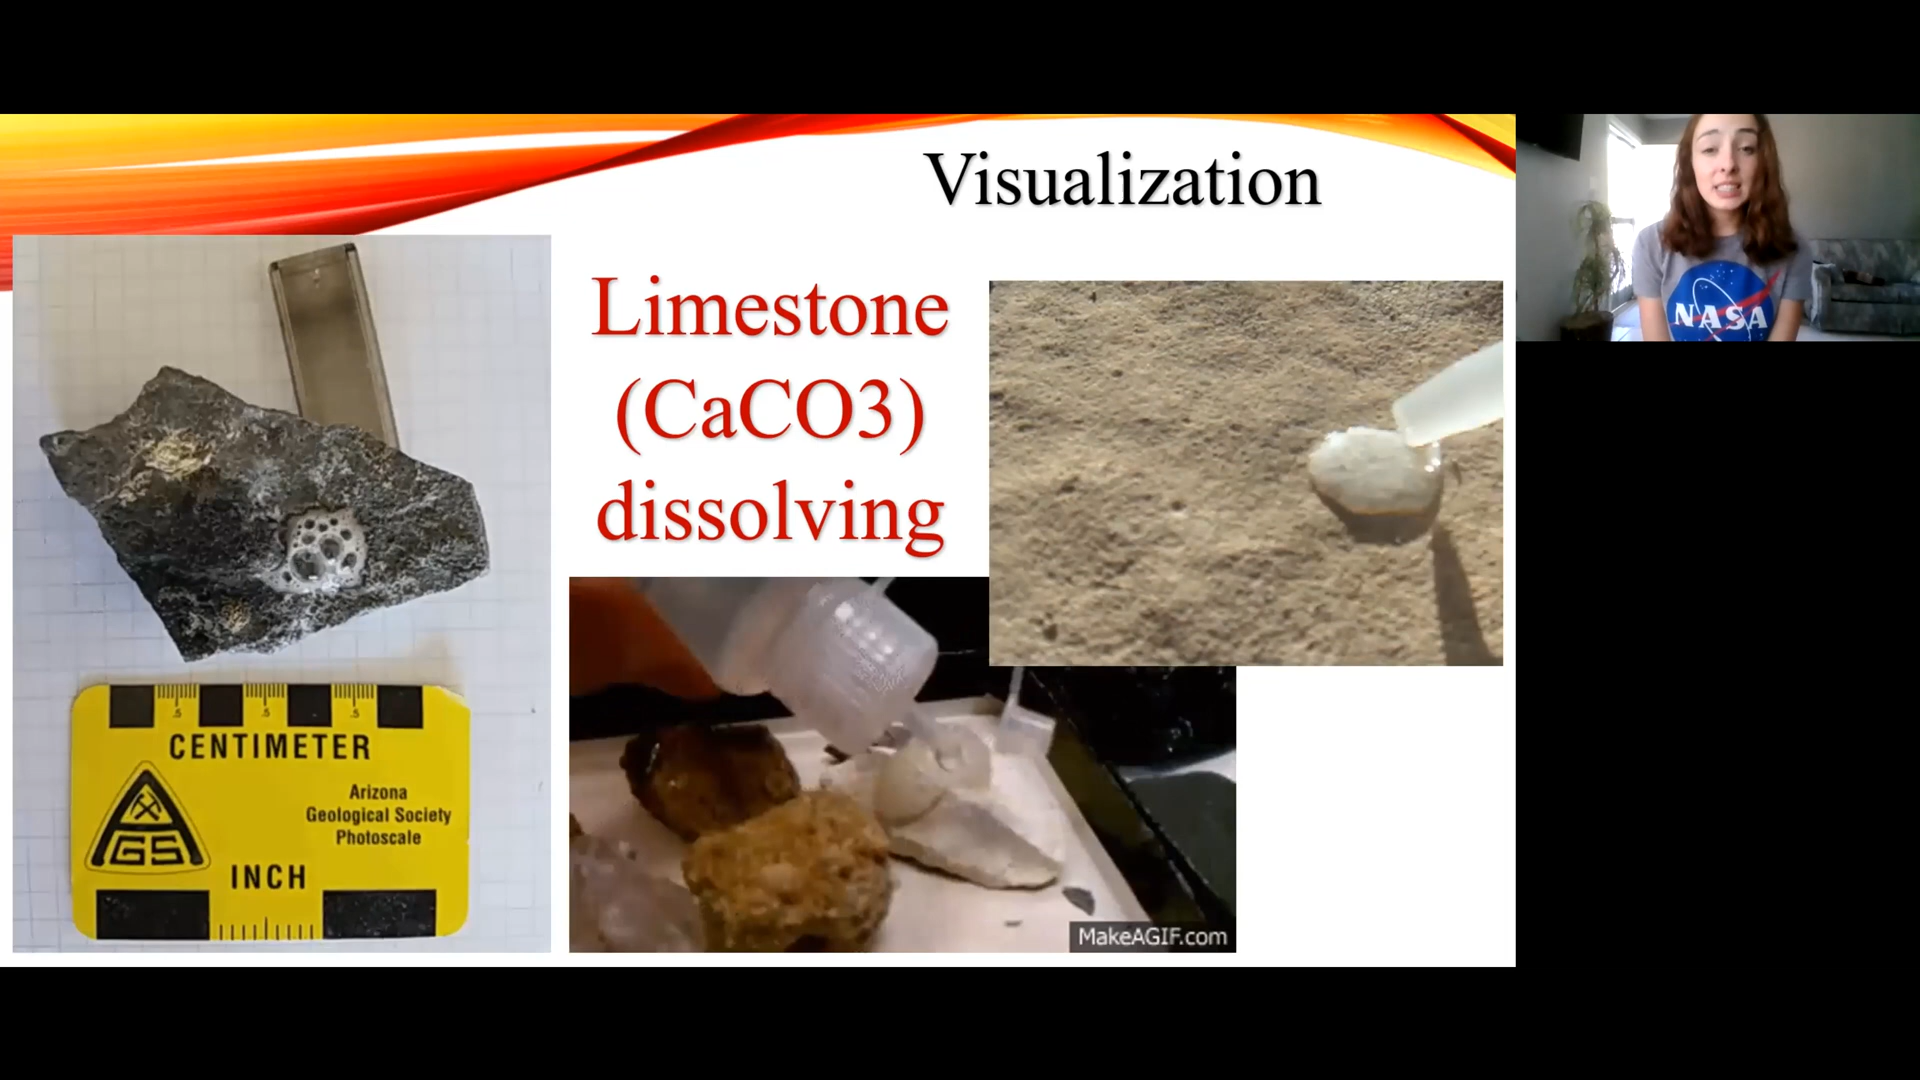 Visualization
Limestone
(CaCO3)
dissolving
.5 .5 .5
CENTIMETER
Arizona
Geological Society
Photoscale
AGS
INCH
MakeAGIF.com
NASA